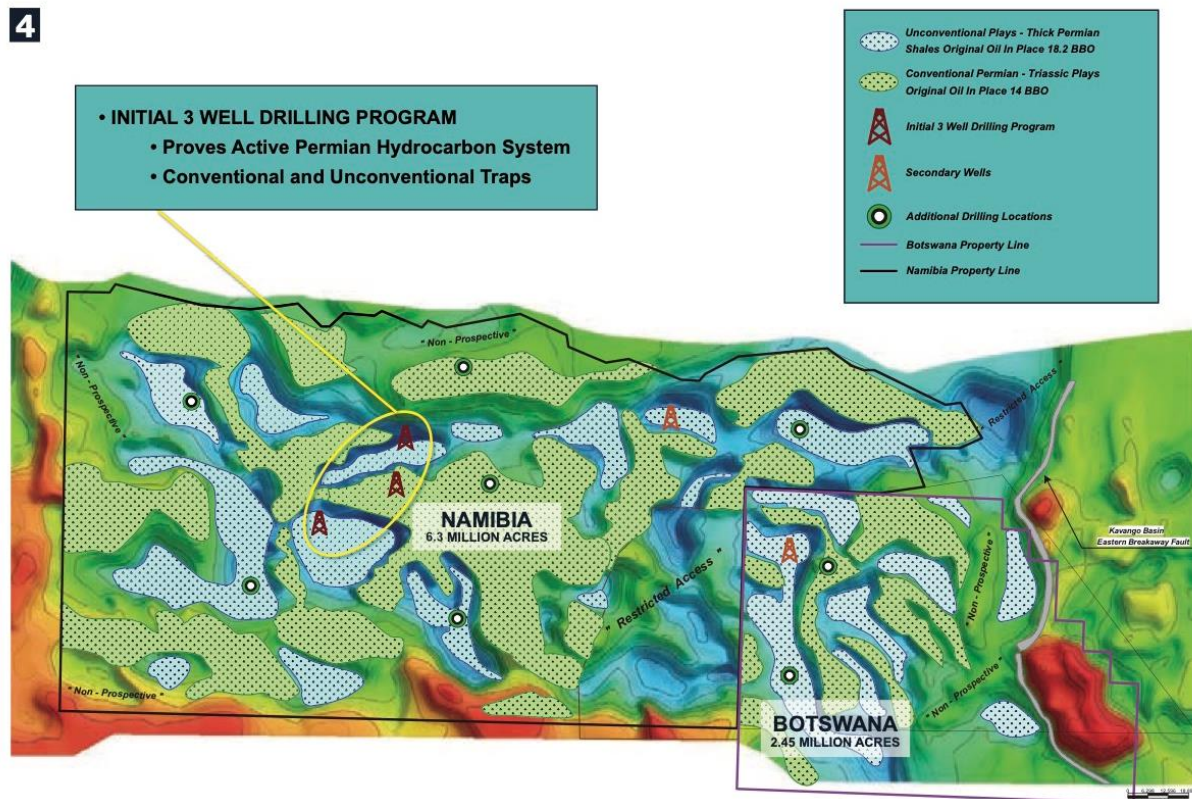 4
• INITIAL 3 WELL DRILLING PROGRAM
• Proves Active Permian Hydrocarbon System
• Conventional and Unconventional Traps
Unconventional Plays - Thick Permian
Shales Original Oil In Place 18.2 BBO
Conventional Permian - Triassic Plays
Original Oil In Place 14 BBO
Initial 3 Well Drilling Program
Secondary Wells
Additional Drilling Locations
Botswana Property Line
Namibia Property Line
" Non - Prospective "
" Non - Prospective "
" Restricted Access "
NAMIBIA
6.3 MILLION ACRES
Kavango Basin
Eastern Breakaway Fault
" Restricted Access "
" Non - Prospective "
" Non - Prospective "
" Non - Prospective "
BOTSWANA
2.45 MILLION ACRES